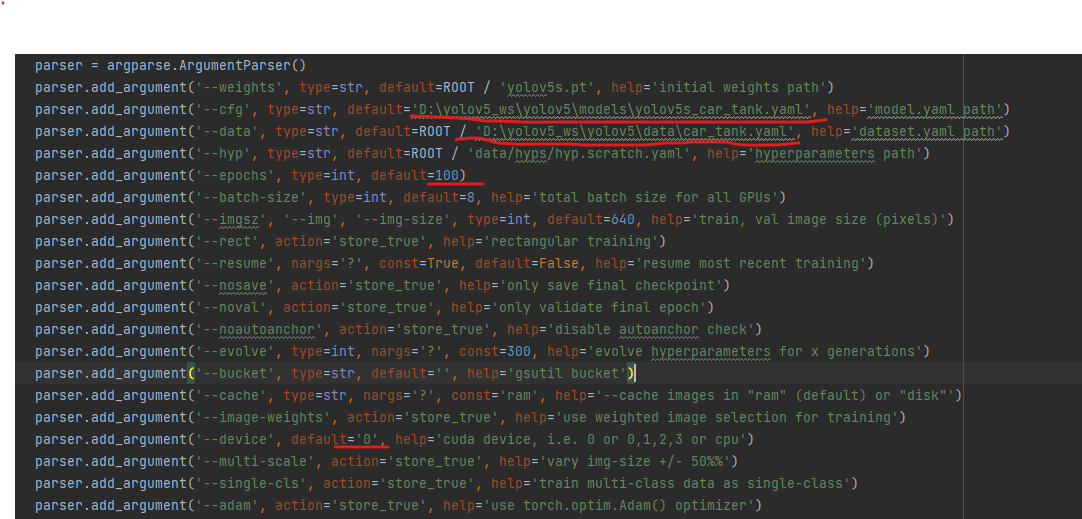 parser = argparse.ArgumentParser()
parser.add_argument('--weights', type=str, default=ROOT / 'yolov5s.pt', help='initial weights path')
parser.add_argument('--cfg', type=str, default='D:\yolov5_ws\yolov5\models\yolov5s_car_tank.yaml', help='model.yaml path')
parser.add_argument('--data', type=str, default=ROOT / 'D:\yolov5_ws\yolov5\data\car_tank.yaml', help='dataset.yaml path')
parser.add_argument('--hyp', type=str, default=ROOT / 'data/hyps/hyp.scratch.yaml', help='hyperparameters path')
parser.add_argument('--epochs', type=int, default=100)
parser.add_argument('--batch-size', type=int, default=8, help='total batch size for all GPUs')
parser.add_argument('--imgsz', '--img', '--img-size', type=int, default=640, help='train, val image size (pixels)')
parser.add_argument('--rect', action='store_true', help='rectangular training')
parser.add_argument('--resume', nargs='?', const=True, default=False, help='resume most recent training')
parser.add_argument('--nosave', action='store_true', help='only save final checkpoint')
parser.add_argument('--noval', action='store_true', help='only validate final epoch')
parser.add_argument('--noautoanchor', action='store_true', help='disable autoanchor check')
parser.add_argument('--evolve', type=int, nargs='?', const=300, help='evolve hyperparameters for x generations')
parser.add_argument('--bucket', type=str, default='', help='gsutil bucket')
parser.add_argument('--cache', type=str, nargs='?', const='ram', help='--cache images in "ram" (default) or "disk"')
parser.add_argument('--image-weights', action='store_true', help='use weighted image selection for training')
parser.add_argument('--device', default='0', help='cuda device, i.e. 0 or 0,1,2,3 or cpu')
parser.add_argument('--multi-scale', action='store_true', help='vary img-size +/- 50%%')
parser.add_argument('--single-cls', action='store_true', help='train multi-class data as single-class')
parser.add_argument('--adam', action='store_true', help='use torch.optim.Adam() optimizer')